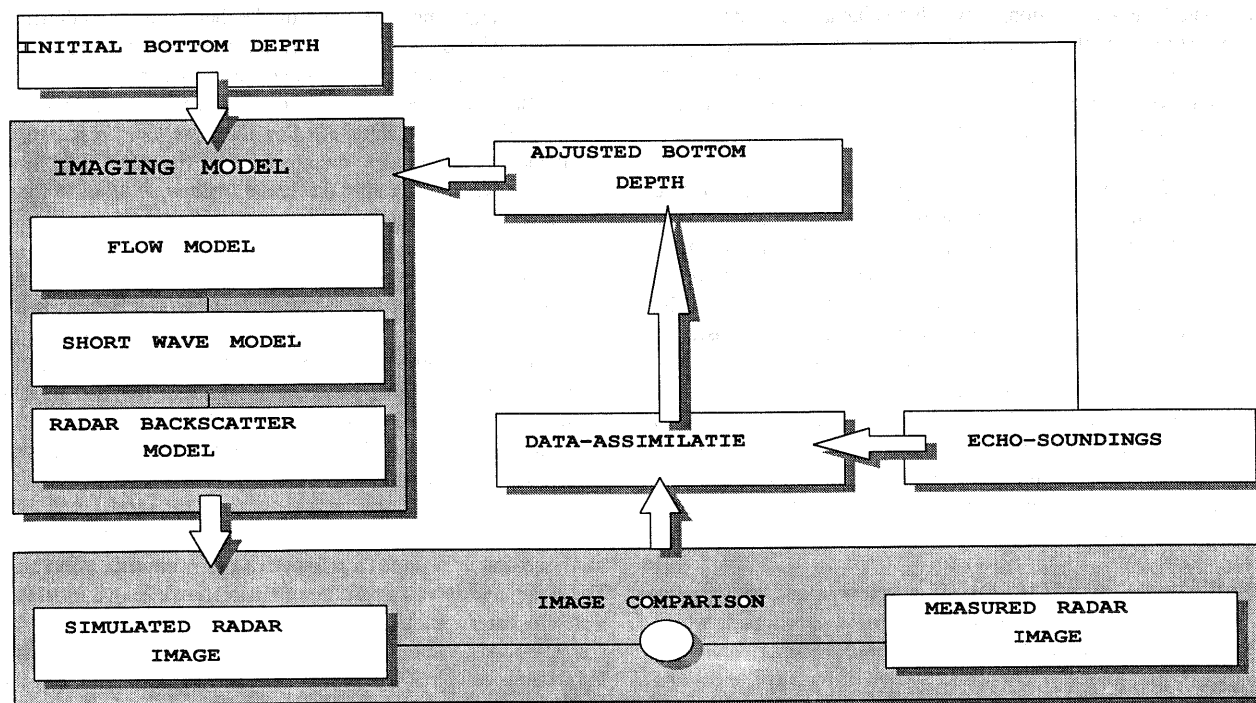 INITIAL BOTTOM DEPTH
IMAGING MODEL
FLOW MODEL
SHORT WAVE MODEL
RADAR BACKSCATTER
MODEL
ADJUSTED BOTTOM
DEPTH
DATA-ASSIMILATIE
ECHO-SOUNDINGS
IMAGE COMPARISON
SIMULATED RADAR
IMAGE
MEASURED RADAR
IMAGE